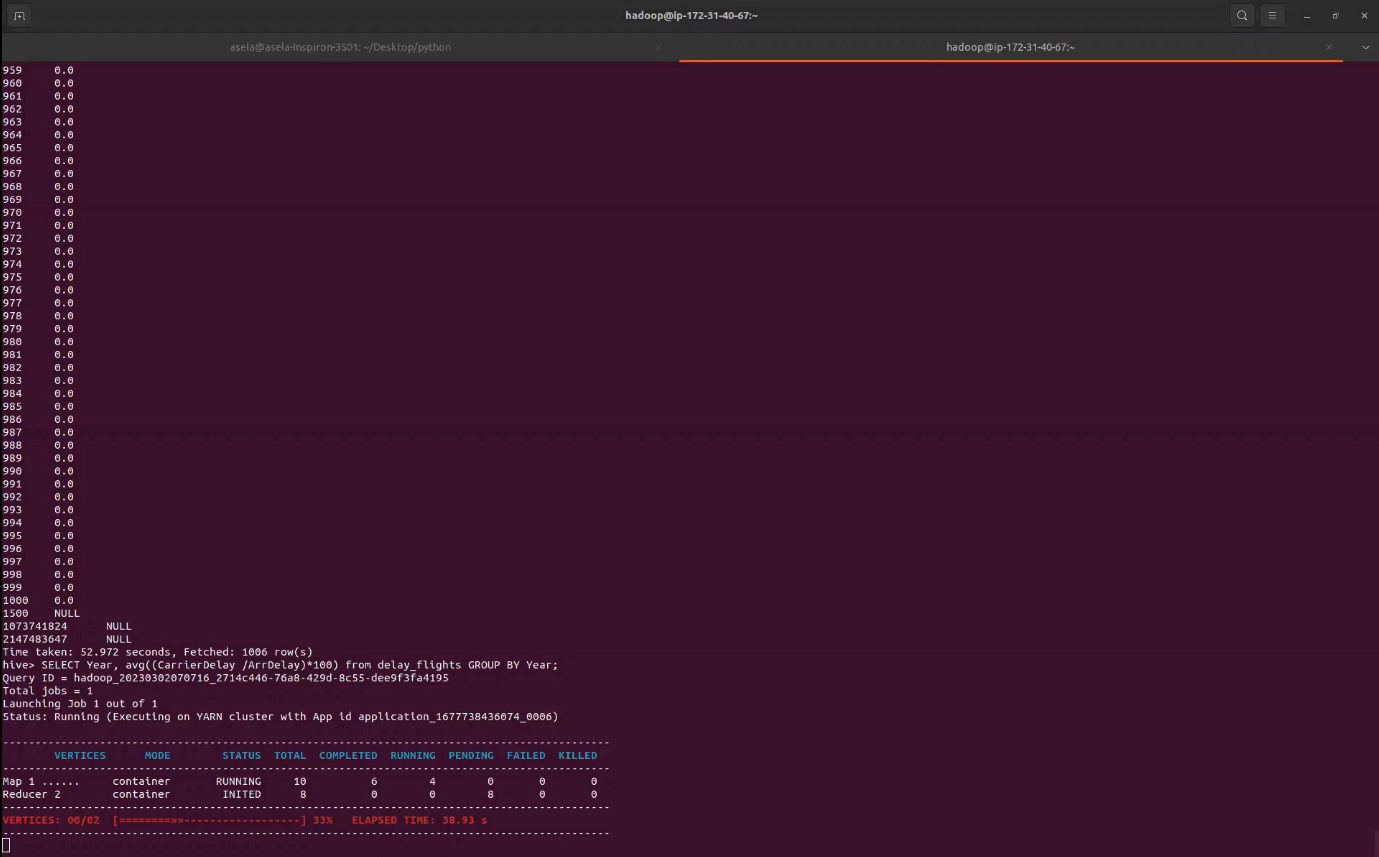 hadoop@ip-172-31-40-67:~
asela@asela-Inspiron-3501: ~/Desktop/python
hadoop@ip-172-31-40-67:~
959 0.0
960 0.0
961 0.0
962 0.0
963 0.0
964 0.0
965 0.0
966 0.0
967 0.0
968 0.0
969 0.0
970 0.0
971 0.0
972 0.0
973 0.0
974 0.0
975 0.0
976 0.0
977 0.0
978 0.0
979 0.0
980 0.0
981 0.0
982 0.0
983 0.0
984 0.0
985 0.0
986 0.0
987 0.0
988 0.0
989 0.0
990 0.0
991 0.0
992 0.0
993 0.0
994 0.0
995 0.0
996 0.0
997 0.0
998 0.0
999 0.0
1000 0.0
1500 NULL
1073741824 NULL
2147483647 NULL
Time taken: 52.972 seconds, Fetched: 1006 row(s)
hive> SELECT Year, avg((CarrierDelay /ArrDelay)*100) from delay_flights GROUP BY Year;
Query ID = hadoop_20230302070716_2714c446-76a8-429d-8c55-dee9f3fa4195
Total jobs = 1
Launching Job 1 out of 1
Status: Running (Executing on YARN cluster with App id application_1677738436074_0006)
----------------------------------------------------------------------------------------------
VERTICES MODE STATUS TOTAL COMPLETED RUNNING PENDING FAILED KILLED
----------------------------------------------------------------------------------------------
Map 1 ...... container RUNNING 10 6 4 0 0 0
Reducer 2 container INITED 8 0 0 8 0 0
----------------------------------------------------------------------------------------------
VERTICES: 00/02 [========>>------------------] 33% ELAPSED TIME: 38.93 s
----------------------------------------------------------------------------------------------